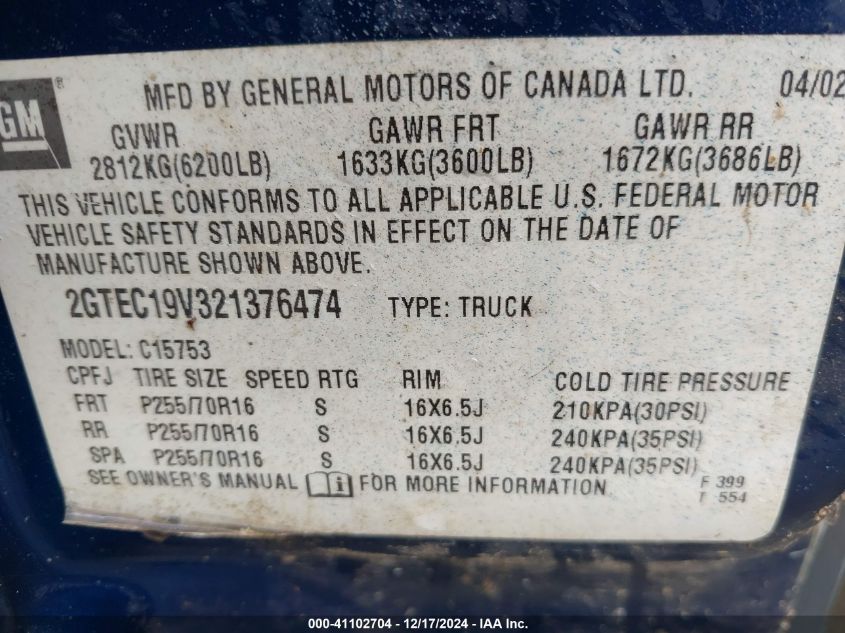 GM ®
MFD BY GENERAL MOTORS OF CANADA LTD. 04/02
GVWR GAWR FRT GAWR RR
2812KG(6200LB) 1633KG(3600LB) 1672KG(3686LB)
THIS VEHICLE CONFORMS TO ALL APPLICABLE U.S. FEDERAL MOTOR
VEHICLE SAFETY STANDARDS IN EFFECT ON THE DATE OF
MANUFACTURE SHOWN ABOVE.
2GTEC19V321376474 TYPE: TRUCK
MODEL: C15753
CPFJ TIRE SIZE SPEED RTG RIM COLD TIRE PRESSURE
FRT P255/70R16 S 16X6.5J 210KPA(30PSI)
RR P255/70R16 S 16X6.5J 240KPA(35PSI)
SPA P255/70R16 S 16X6.5J 240KPA(35PSI)
SEE OWNER'S MANUAL i FOR MORE INFORMATION
F 399
T 554
000-41102704 - 12/17/2024 - IAA Inc.